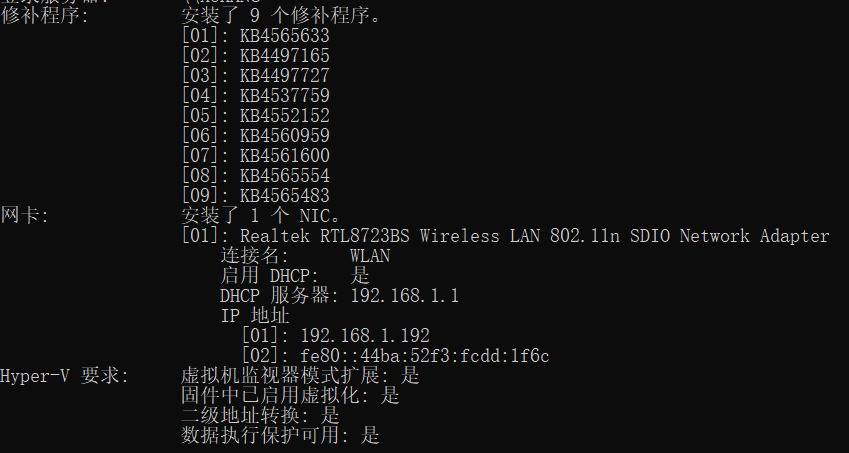 修补程序: 安装了 9 个修补程序。
[01]: KB4565633
[02]: KB4497165
[03]: KB4497727
[04]: KB4537759
[05]: KB4552152
[06]: KB4560959
[07]: KB4561600
[08]: KB4565554
[09]: KB4565483
网卡: 安装了 1 个 NIC。
[01]: Realtek RTL8723BS Wireless LAN 802.11n SDIO Network Adapter
连接名: WLAN
启用 DHCP: 是
DHCP 服务器: 192.168.1.1
IP 地址
[01]: 192.168.1.192
[02]: fe80::44ba:52f3:fcdd:1f6c
Hyper-V 要求: 虚拟机监视器模式扩展: 是
固件中已启用虚拟化: 是
二级地址转换: 是
数据执行保护可用: 是